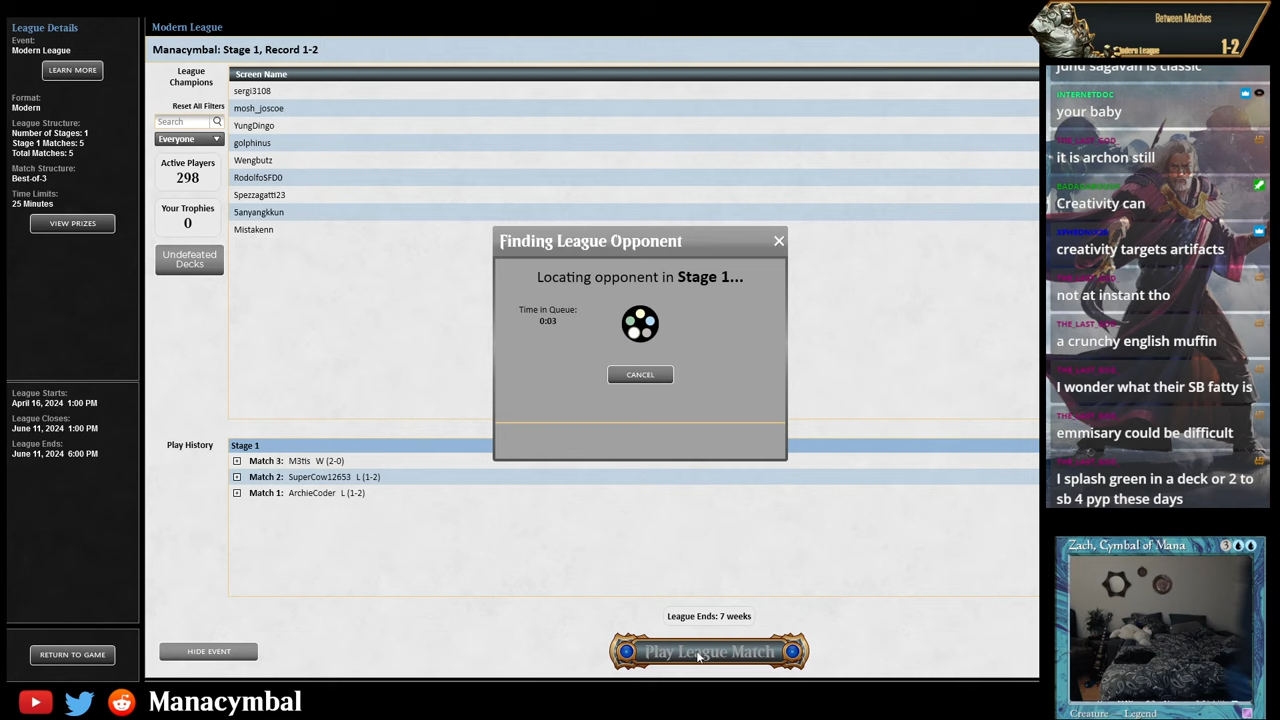 League Details
Event:
Modern League
LEARN MORE
Format:
Modern
League Structure:
Number of Stages: 1
Stage 1 Matches: 5
Total Matches: 5
Match Structure:
Best-of-3
Time Limits:
25 Minutes
VIEW PRIZES
League Starts:
April 16, 2024 1:00 PM
League Closes:
June 11, 2024 1:00 PM
League Ends:
June 11, 2024 6:00 PM
RETURN TO GAME
Modern League
Manacymbal: Stage 1, Record 1-2
League
Champions
Reset All Filters
Search
Everyone
Active Players
298
Your Trophies
0
Undefeated
Decks
Screen Name
sergi3108
mosh_joscoe
YungDingo
golphinus
Wengbutz
RodolfoSFD0
Spezzagatti23
Sanyangkkun
Mistakenn
Finding League Opponent
Locating opponent in Stage 1...
Time in Queue:
0:03
CANCEL
Play History
Stage 1
Match 3: M3tis W (2-0)
Match 2: SuperCow12653 L (1-2)
Match 1: ArchieCoder L (1-2)
League Ends: 7 weeks
HIDE EVENT
Play League Match
Between Matches
Modern League
1-2
jund sagavan is classic
INTERNETDOC
your baby
THE_LAST_GOD
it is archon still
Creativity can
creativity targets artifacts
THE_LAST_GOD
not at instant tho
THE_LAST_GOD
a crunchy english muffin
THE_LAST_GOD
I wonder what their SB fatty is
THE_LAST_GOD
emmisary could be difficult
THE_LAST_GOD
I splash green in a deck or 2 to
sb 4 pyp these days
Zach, Cymbal of Mana
3
Creature — Legend
Manacymbal